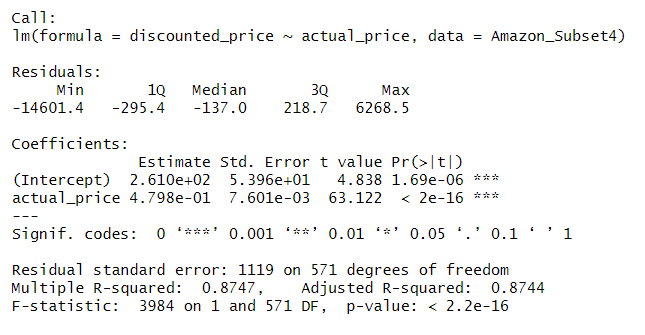 Call:
lm(formula = discounted_price ~ actual_price, data = Amazon_Subset4)
Residuals:
Min 1Q Median 3Q Max
-14601.4 -295.4 -137.0 218.7 6268.5
Coefficients:
Estimate Std. Error t value Pr(>|t|)
(Intercept) 2.610e+02 5.396e+01 4.838 1.69e-06 ***
actual_price 4.798e-01 7.601e-03 63.122 < 2e-16 ***
---
Signif. codes: 0 ‘***’ 0.001 ‘**’ 0.01 ‘*’ 0.05 ‘.’ 0.1 ‘ ’ 1
Residual standard error: 1119 on 571 degrees of freedom
Multiple R-squared: 0.8747, Adjusted R-squared: 0.8744
F-statistic: 3984 on 1 and 571 DF, p-value: < 2.2e-16